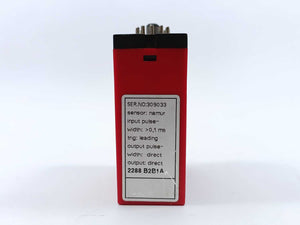 SER.NO:309033
sensor: namur
input pulse-
width: >0,1 ms
trig: leading
output pulse-
width: direct
output: direct
2288 B2B1A